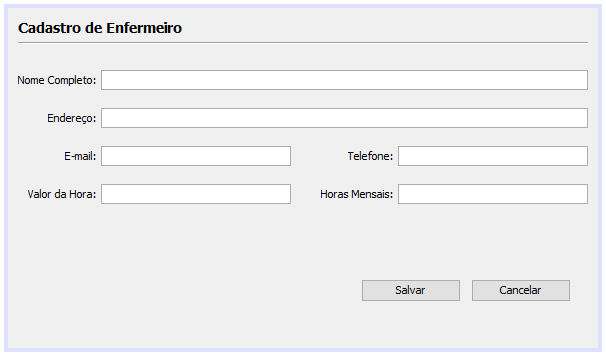 Cadastro de Enfermeiro
Nome Completo:
Endereço:
E-mail: Telefone:
Valor da Hora: Horas Mensais:
Salvar Cancelar